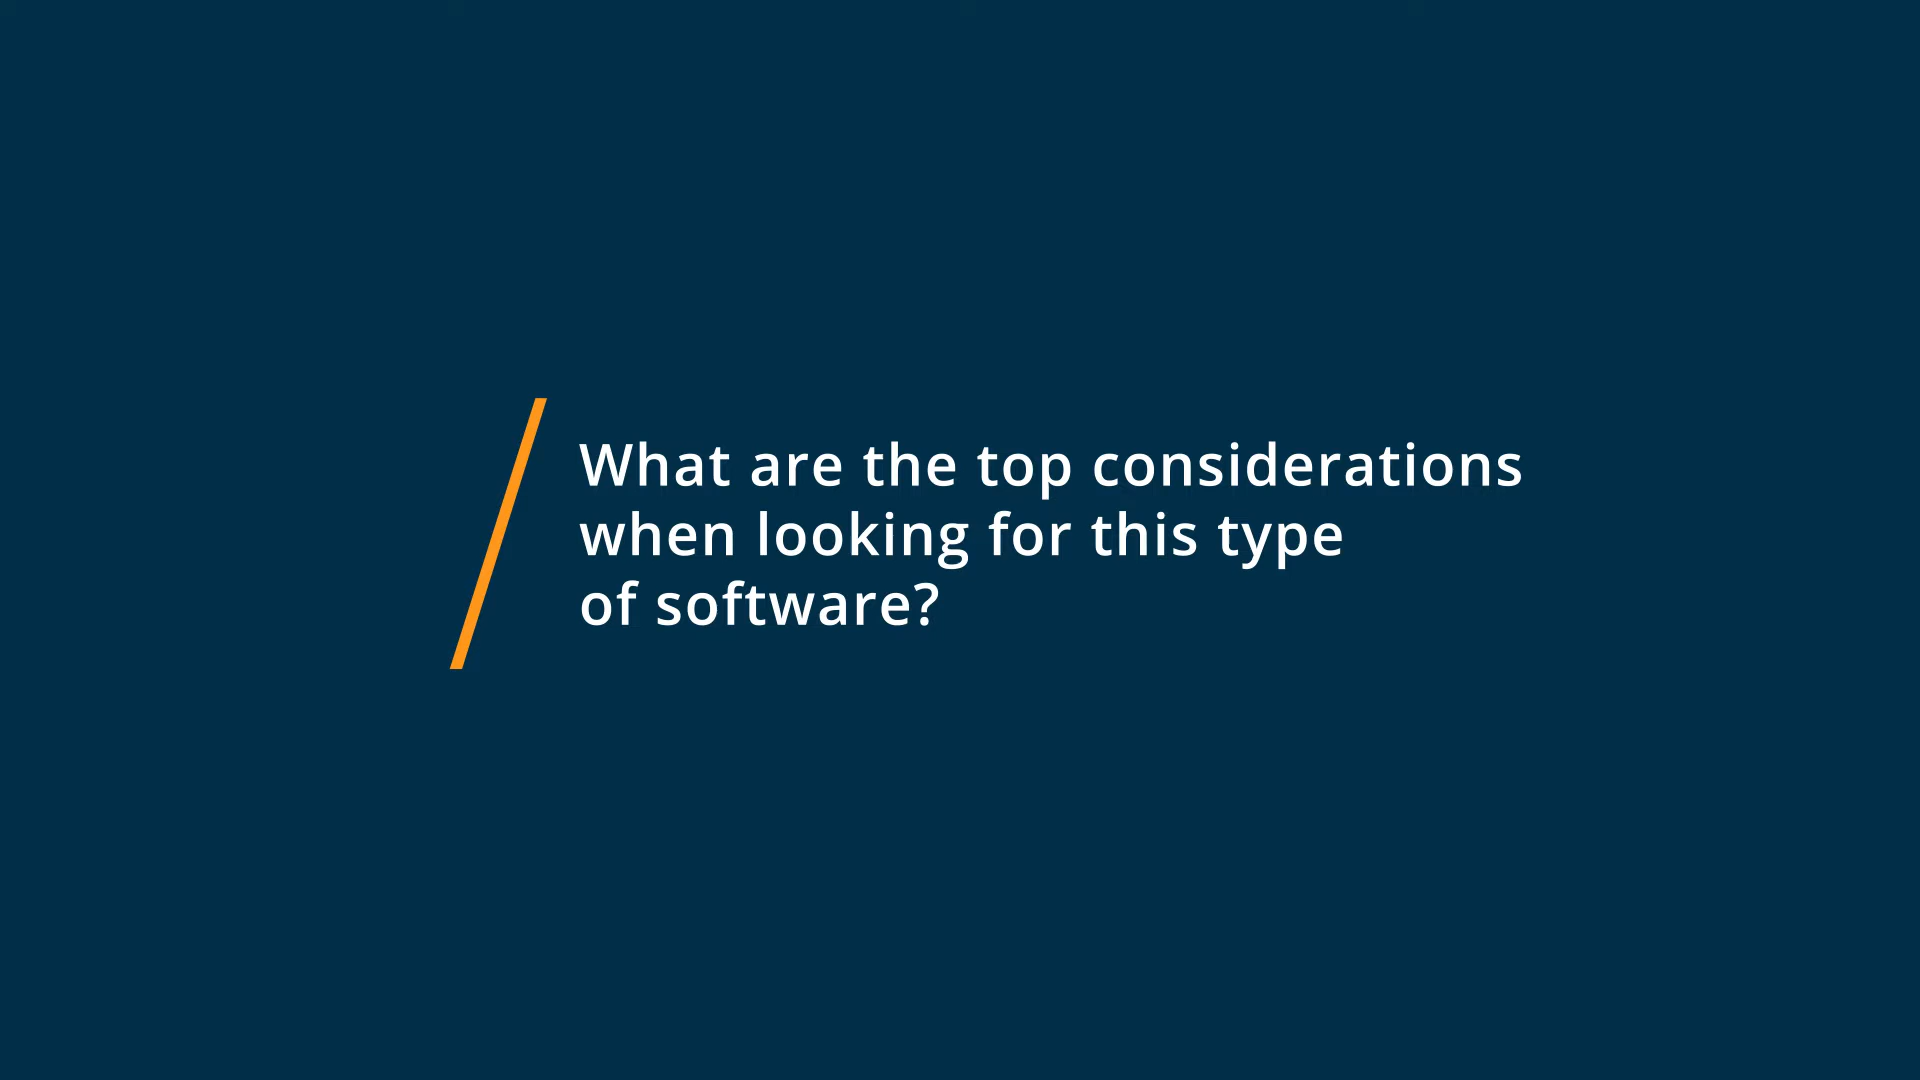 What are the top considerations
when looking for this type
of software?